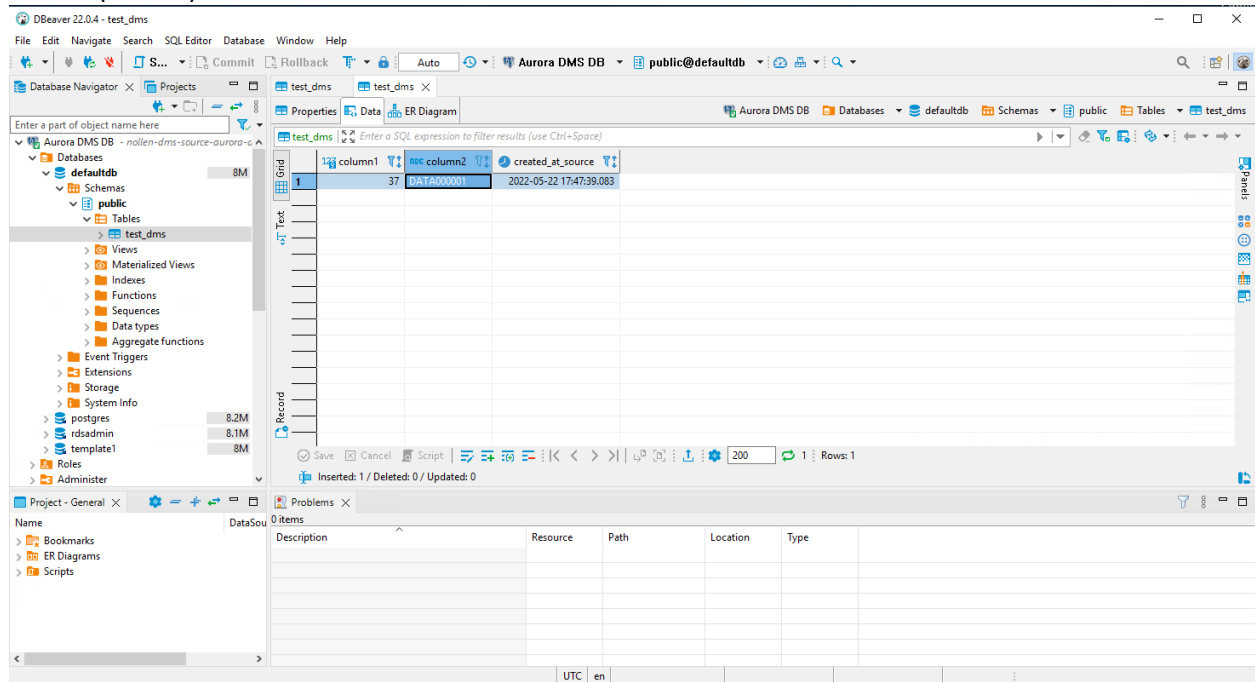 DBeaver 22.0.4 - test_dms
File Edit Navigate Search SQL Editor Database Window Help
S... Commit Rollback Auto Aurora DMS DB public@defaultdb
Database Navigator Projects
test_dms test_dms
Properties Data ER Diagram Aurora DMS DB Databases defaultdb Schemas public Tables test_dms
Enter a part of object name here
test_dms Enter a SQL expression to filter results (use Ctrl+Space)
Aurora DMS DB - nollen-dms-source-aurora-
Databases
defaultdb 8M
Schemas
public
Tables
test_dms
Views
Materialized Views
Indexes
Functions
Sequences
Data types
Aggregate functions
Event Triggers
Extensions
Storage
System Info
postgres 8.2M
rdsadmin 8.1M
template1 8M
Roles
Administer
Grid
Text
Record
123 column1 ABC column2 created_at_source
1 37 DATA000001 2022-05-22 17:47:39.083
Panels
Save Cancel Script 200 1 Rows: 1
Inserted: 1 / Deleted: 0 / Updated: 0
Project - General
Name DataSou
Bookmarks
ER Diagrams
Scripts
Problems
0 items
Description Resource Path Location Type
UTC en